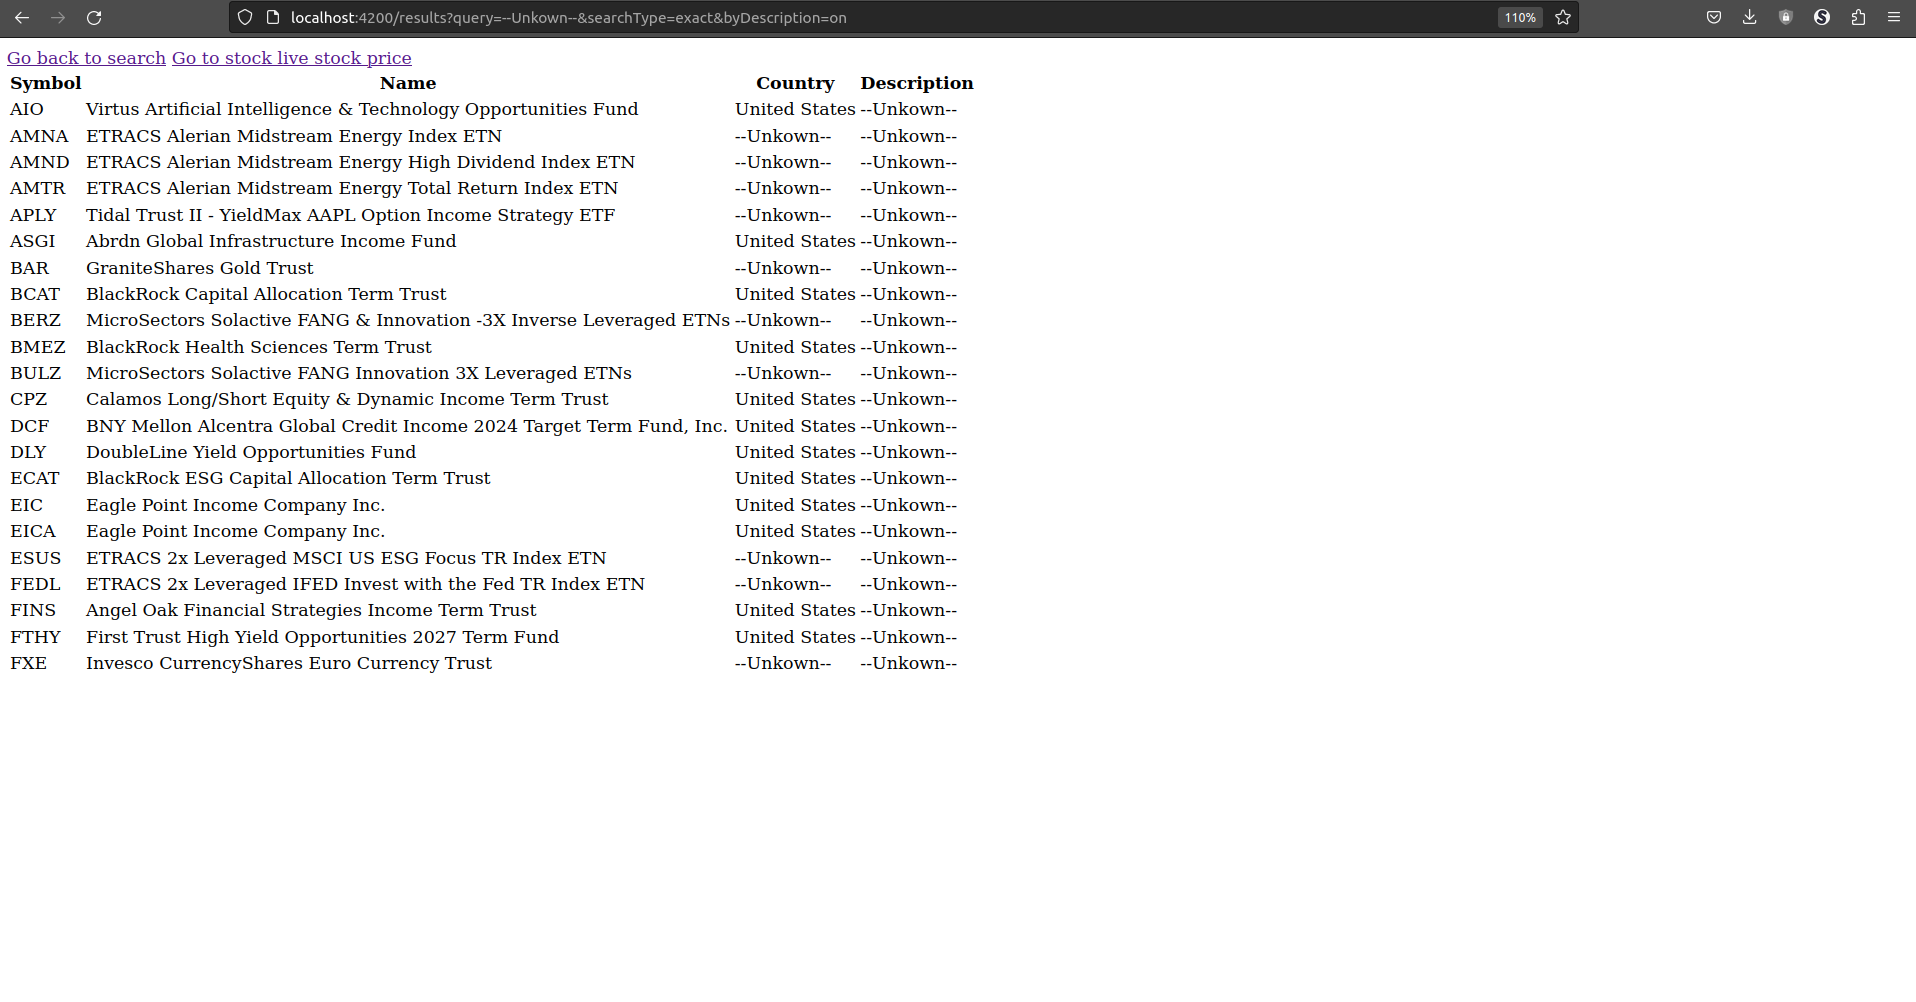 localhost:4200/results?query=--Unkown--&searchType=exact&byDescription=on 110%
Go back to search Go to stock live stock price
Symbol Name Country Description
AIO Virtus Artificial Intelligence & Technology Opportunities Fund United States --Unkown--
AMNA ETRACS Alerian Midstream Energy Index ETN --Unkown-- --Unkown--
AMND ETRACS Alerian Midstream Energy High Dividend Index ETN --Unkown-- --Unkown--
AMTR ETRACS Alerian Midstream Energy Total Return Index ETN --Unkown-- --Unkown--
APLY Tidal Trust II - YieldMax AAPL Option Income Strategy ETF --Unkown-- --Unkown--
ASGI Abrdn Global Infrastructure Income Fund United States --Unkown--
BAR GraniteShares Gold Trust --Unkown-- --Unkown--
BCAT BlackRock Capital Allocation Term Trust United States --Unkown--
BERZ MicroSectors Solactive FANG & Innovation -3X Inverse Leveraged ETNs --Unkown-- --Unkown--
BMEZ BlackRock Health Sciences Term Trust United States --Unkown--
BULZ MicroSectors Solactive FANG Innovation 3X Leveraged ETNs --Unkown-- --Unkown--
CPZ Calamos Long/Short Equity & Dynamic Income Term Trust United States --Unkown--
DCF BNY Mellon Alcentra Global Credit Income 2024 Target Term Fund, Inc. United States --Unkown--
DLY DoubleLine Yield Opportunities Fund United States --Unkown--
ECAT BlackRock ESG Capital Allocation Term Trust United States --Unkown--
EIC Eagle Point Income Company Inc. United States --Unkown--
EICA Eagle Point Income Company Inc. United States --Unkown--
ESUS ETRACS 2x Leveraged MSCI US ESG Focus TR Index ETN --Unkown-- --Unkown--
FEDL ETRACS 2x Leveraged IFED Invest with the Fed TR Index ETN --Unkown-- --Unkown--
FINS Angel Oak Financial Strategies Income Term Trust United States --Unkown--
FTHY First Trust High Yield Opportunities 2027 Term Fund United States --Unkown--
FXE Invesco CurrencyShares Euro Currency Trust --Unkown-- --Unkown--